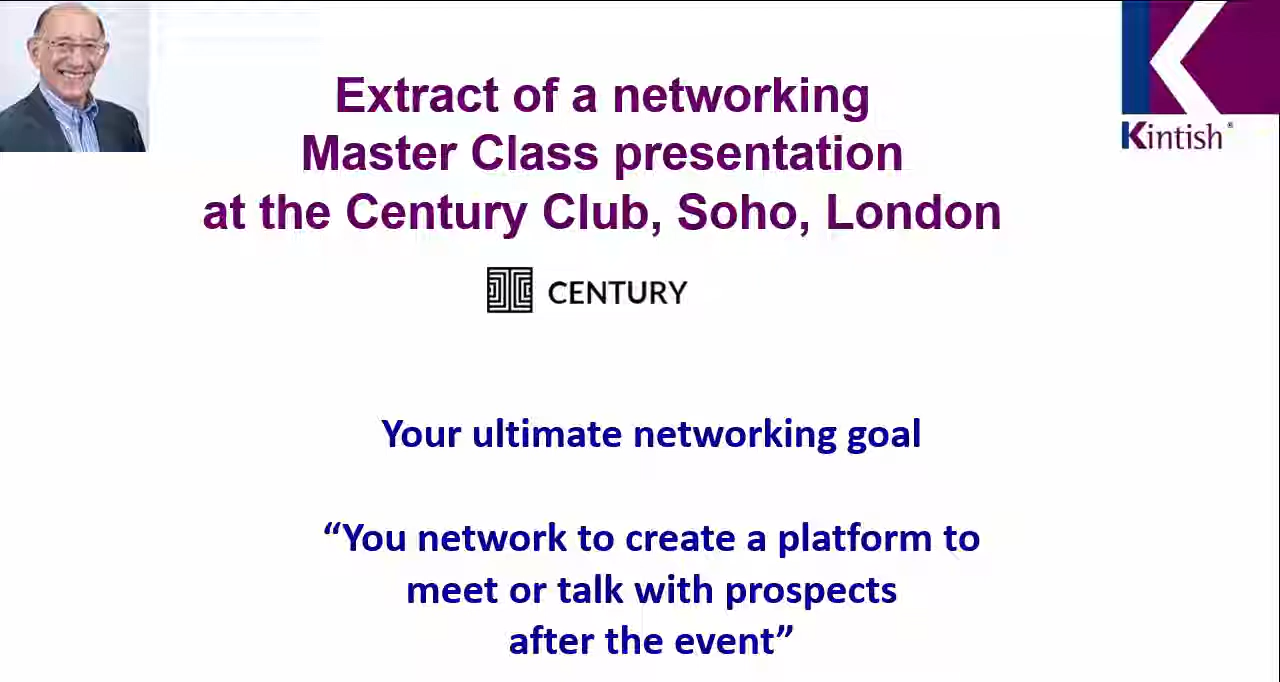 Extract of a networking
Master Class presentation
at the Century Club, Soho, London
Kintish®
CENTURY
Your ultimate networking goal
“You network to create a platform to
meet or talk with prospects
after the event”